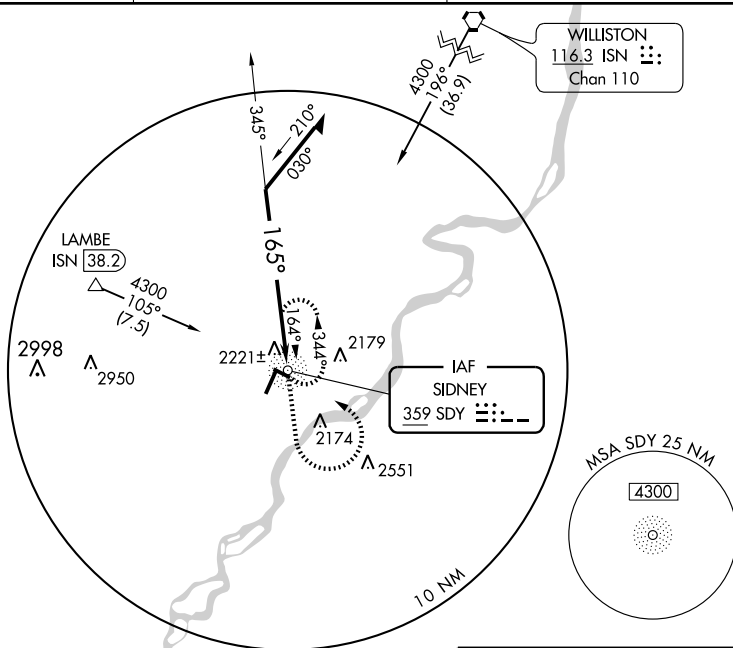 WILLISTON
116.3 ISN
Chan 110
4300
196°
(36.9)
345°
210°
030°
165°
LAMBE
ISN 38.2
4300
105°
(7.5)
164°
344°
2998
2950
2221±
2179
IAF
SIDNEY
359 SDY
2174
2551
MSA SDY 25 NM
4300
10 NM